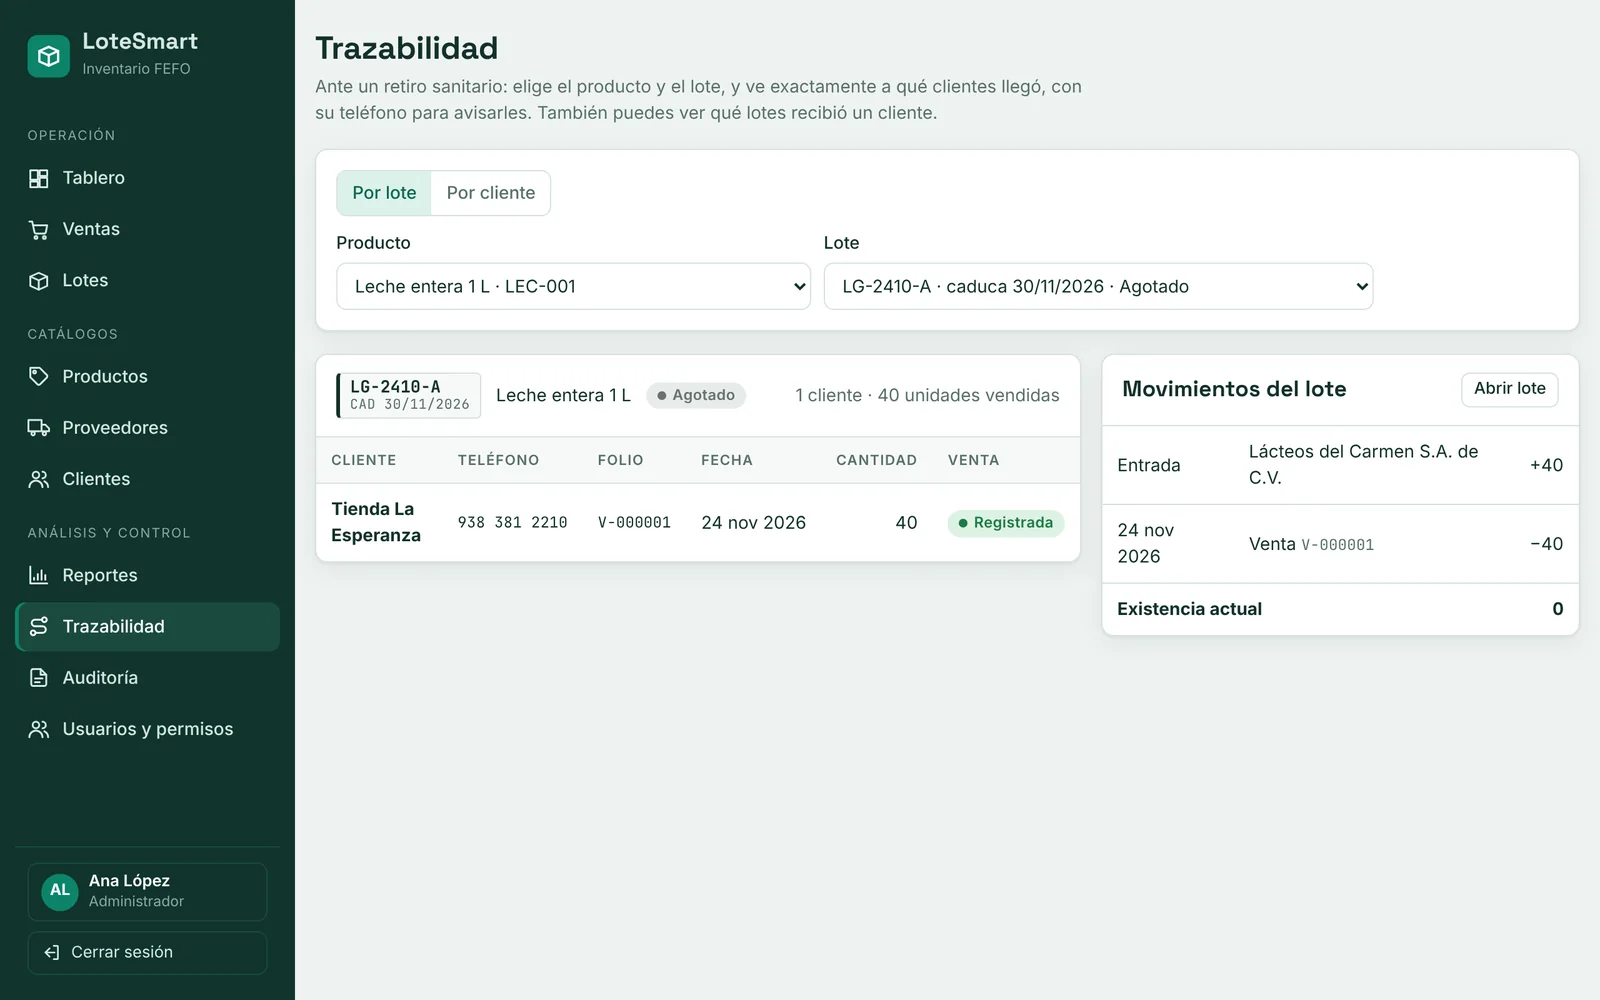 LoteSmart
Inventario FEFO
OPERACIÓN
Tablero
Ventas
Lotes
CATÁLOGOS
Productos
Proveedores
Clientes
ANÁLISIS Y CONTROL
Reportes
Trazabilidad
Auditoría
Usuarios y permisos
AL
Ana López
Administrador
Cerrar sesión
Trazabilidad
Ante un retiro sanitario: elige el producto y el lote, y ve exactamente a qué clientes llegó, con
su teléfono para avisarles. También puedes ver qué lotes recibió un cliente.
Por lote
Por cliente
Producto
Lote
Leche entera 1 L · LEC-001
LG-2410-A · caduca 30/11/2026 · Agotado
LG-2410-A
CAD 30/11/2026
Leche entera 1 L
Agotado
1 cliente · 40 unidades vendidas
CLIENTE TELÉFONO FOLIO FECHA CANTIDAD VENTA
Tienda La
Esperanza
938 381 2210 V-000001 24 nov 2026 40 Registrada
Movimientos del lote
Abrir lote
Entrada
Lácteos del Carmen S.A. de
C.V.
+40
24 nov
2026
Venta V-000001
−40
Existencia actual 0